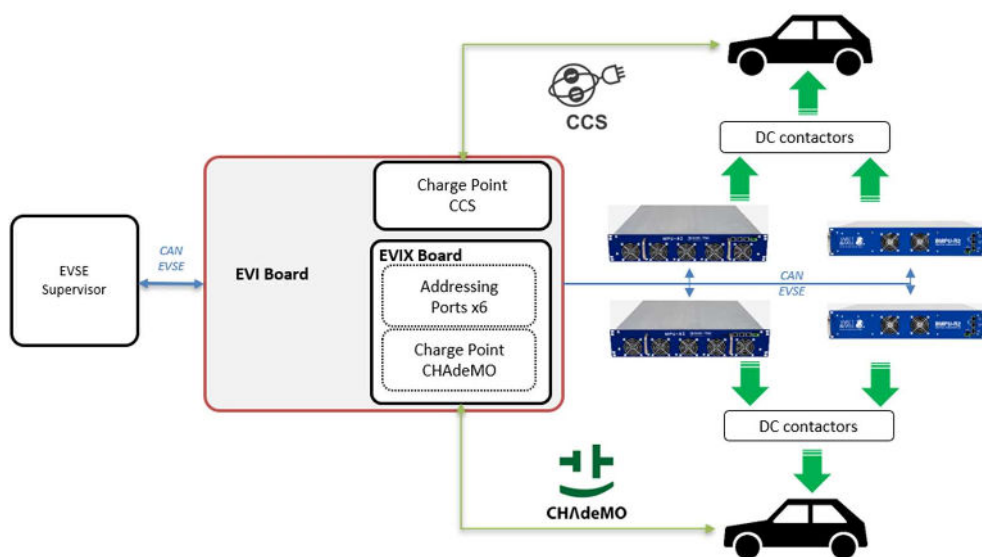 CCS
DC contactors
Charge Point
CCS
EVSE
Supervisor
CAN
EVSE
EVI Board
EVIX Board
Addressing
Ports x6
Charge Point
CHAdeMO
CAN
EVSE
DC contactors
CHΛdeMO